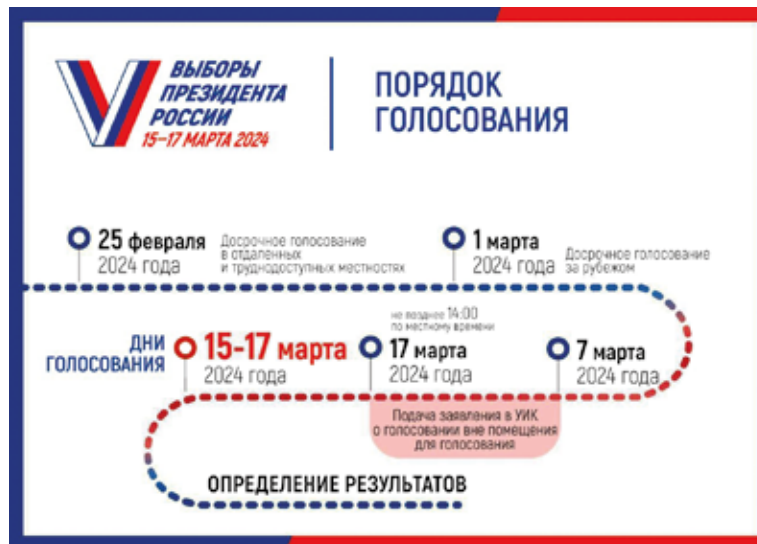 ВЫБОРЫ
ПРЕЗИДЕНТА
РОССИИ
15–17 МАРТА 2024
ПОРЯДОК
ГОЛОСОВАНИЯ
25 февраля
2024 года
Досрочное голосование
в отдаленных
и труднодоступных местностях
1 марта
2024 года
Досрочное голосование
за рубежом
ДНИ
ГОЛОСОВАНИЯ
15-17 марта
2024 года
не позднее 14:00
по местному времени
17 марта
2024 года
7 марта
2024 года
Подача заявления в УИК
о голосовании вне помещения
для голосования
ОПРЕДЕЛЕНИЕ РЕЗУЛЬТАТОВ